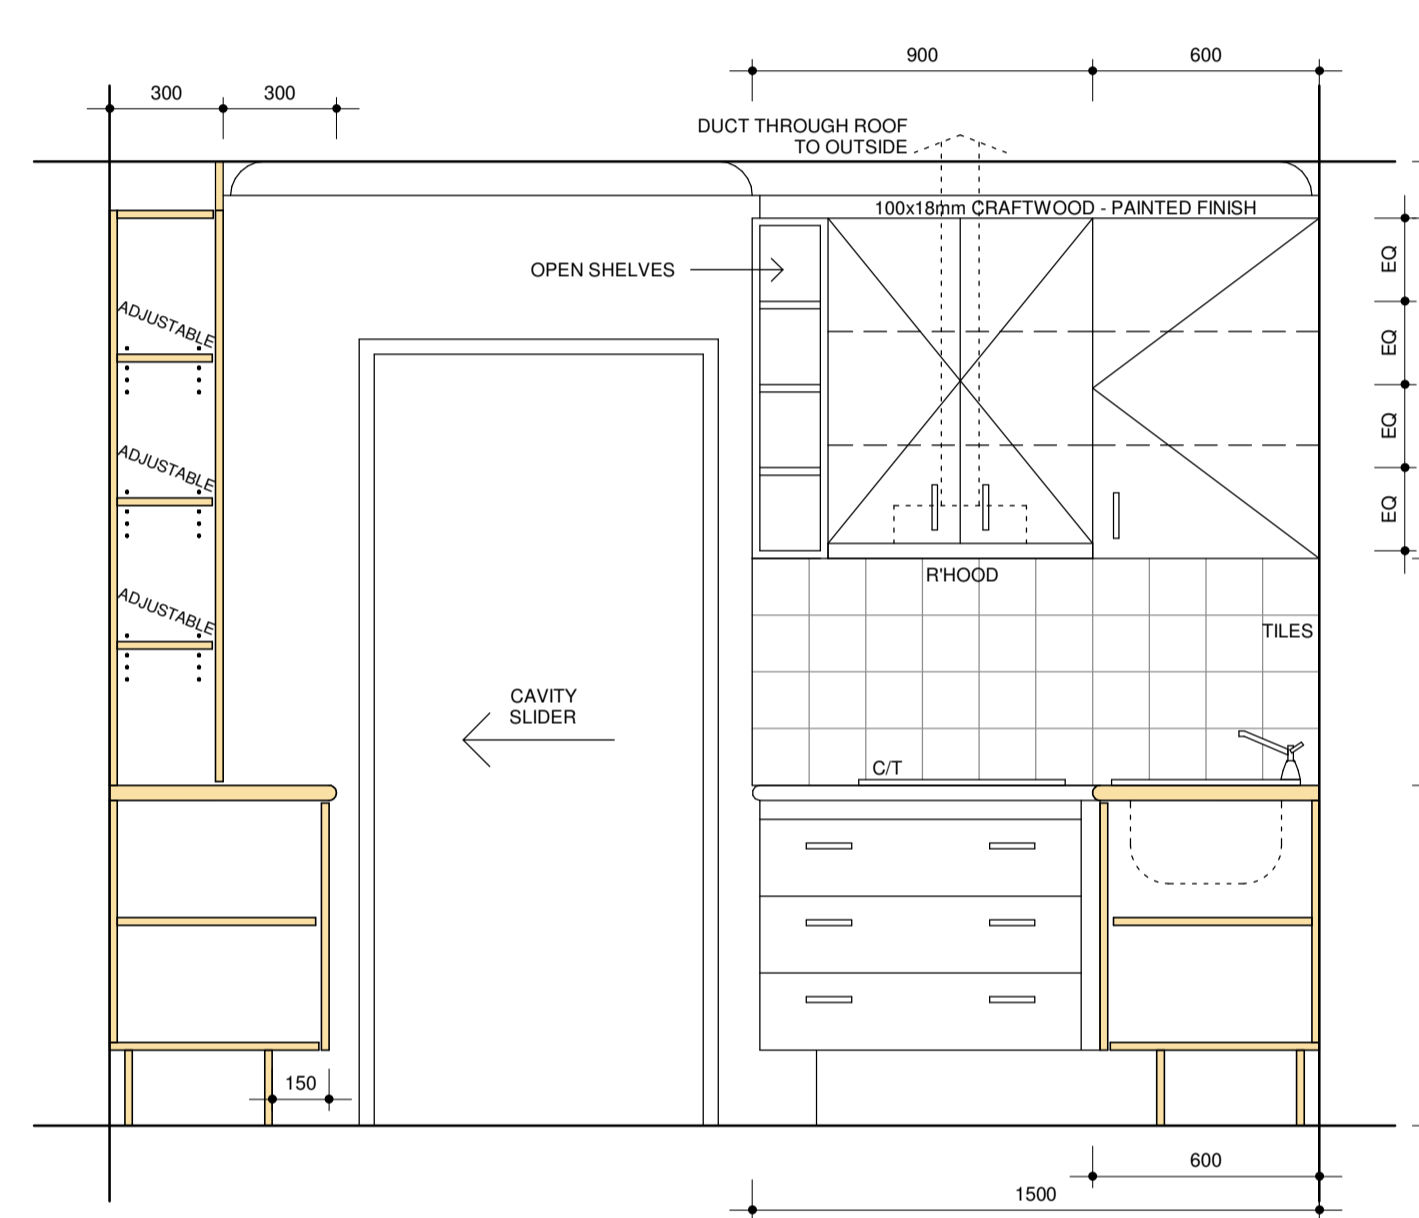 900
600
300
300
DUCT THROUGH ROOF
TO OUTSIDE
100x18mm CRAFTWOOD - PAINTED FINISH
OPEN SHELVES
EQ
EQ
EQ
EQ
ADJUSTABLE
ADJUSTABLE
ADJUSTABLE
R'HOOD
TILES
CAVITY
SLIDER
C/T
150
600
1500